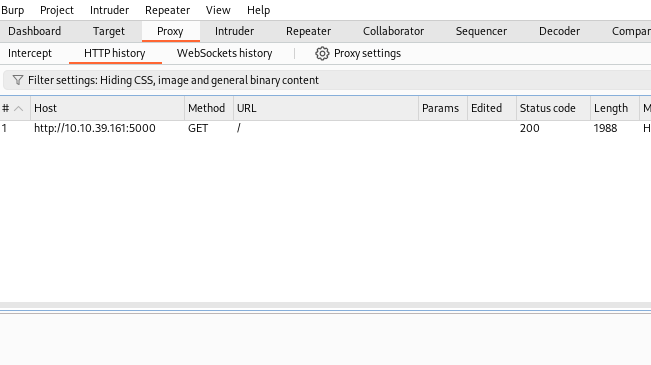 Burp Project Intruder Repeater View Help
Dashboard Target Proxy Intruder Repeater Collaborator Sequencer Decoder Compar
Intercept HTTP history WebSockets history Proxy settings
Filter settings: Hiding CSS, image and general binary content
# Host Method URL Params Edited Status code Length M
1 http://10.10.39.161:5000 GET / 200 1988 H